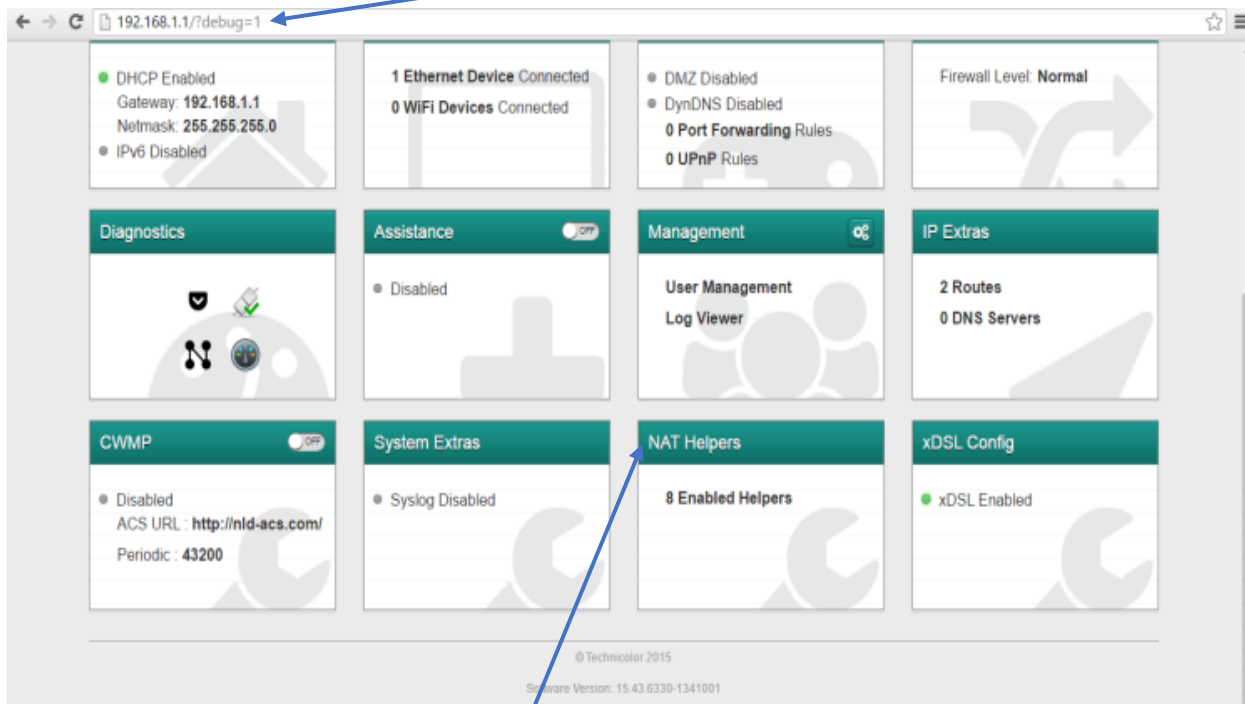 192.168.1.1/?debug=1
DHCP Enabled
Gateway: 192.168.1.1
Netmask: 255.255.255.0
IPv6 Disabled
1 Ethernet Device Connected
0 WiFi Devices Connected
DMZ Disabled
DynDNS Disabled
0 Port Forwarding Rules
0 UPnP Rules
Firewall Level: Normal
Diagnostics
Assistance
OFF
Disabled
Management
User Management
Log Viewer
IP Extras
2 Routes
0 DNS Servers
CWMP
OFF
Disabled
ACS URL : http://nld-acs.com/
Periodic : 43200
System Extras
Syslog Disabled
NAT Helpers
8 Enabled Helpers
xDSL Config
xDSL Enabled
© Technicolor 2015
Software Version: 15.43.6330-1341001